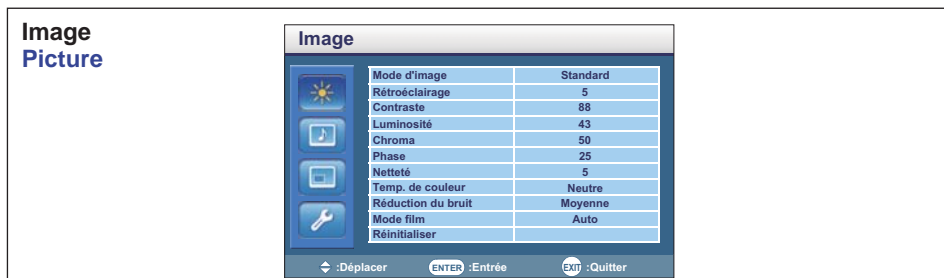 Image
Picture
Image
Mode d'image Standard
Rétroéclairage 5
Contraste 88
Luminosité 43
Chroma 50
Phase 25
Netteté 5
Temp. de couleur Neutre
Réduction du bruit Moyenne
Mode film Auto
Réinitialiser
:Déplacer ENTER :Entrée EXIT :Quitter